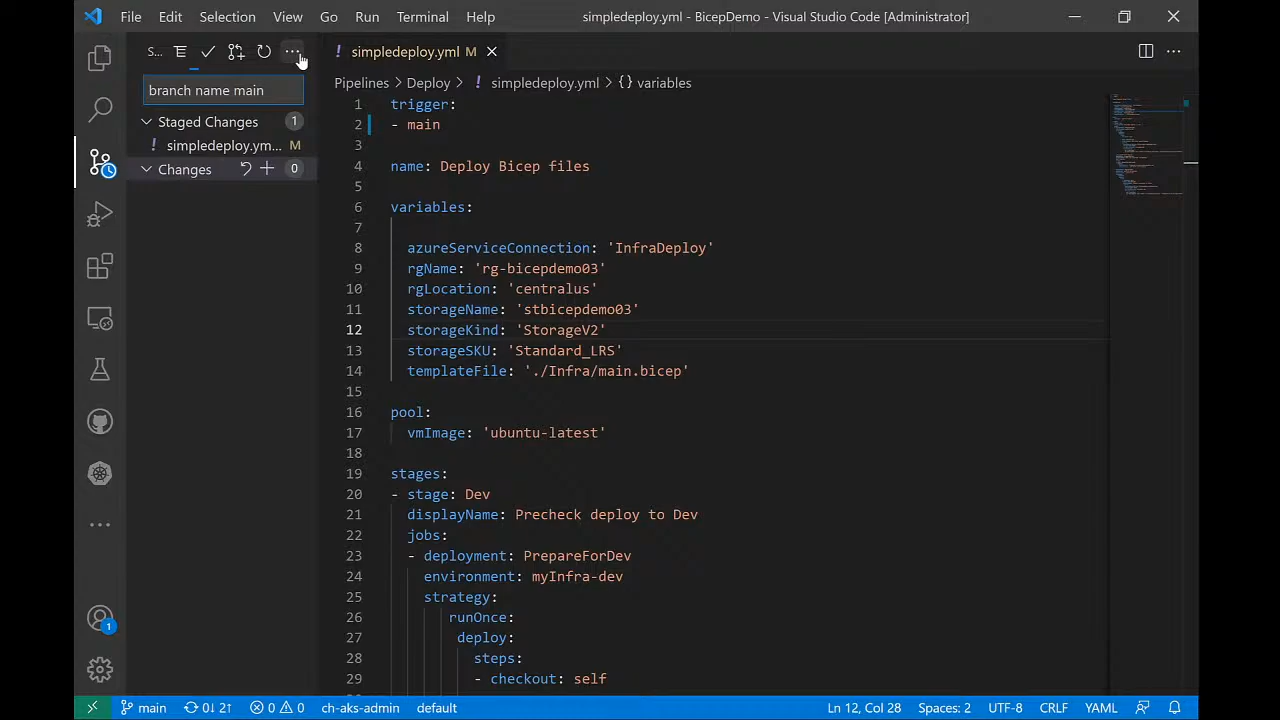 File Edit Selection View Go Run Terminal Help simpledeploy.yml - BicepDemo - Visual Studio Code [Administrator]
S... simpledeploy.yml M
Pipelines > Deploy > ! simpledeploy.yml > {} variables
branch name main
Staged Changes 1
! simpledeploy.ym... M
Changes 0
1 trigger:
2 - main
3
4 name: Deploy Bicep files
5
6 variables:
7
8 azureServiceConnection: 'InfraDeploy'
9 rgName: 'rg-bicepdemo03'
10 rgLocation: 'centralus'
11 storageName: 'stbicepdemo03'
12 storageKind: 'StorageV2'
13 storageSKU: 'Standard_LRS'
14 templateFile: './Infra/main.bicep'
15
16 pool:
17 vmImage: 'ubuntu-latest'
18
19 stages:
20 - stage: Dev
21 displayName: Precheck deploy to Dev
22 jobs:
23 - deployment: PrepareForDev
24 environment: myInfra-dev
25 strategy:
26 runOnce:
27 deploy:
28 steps:
29 - checkout: self
1
main 0↓ 2↑ 0 0 ch-aks-admin default Ln 12, Col 28 Spaces: 2 UTF-8 CRLF YAML